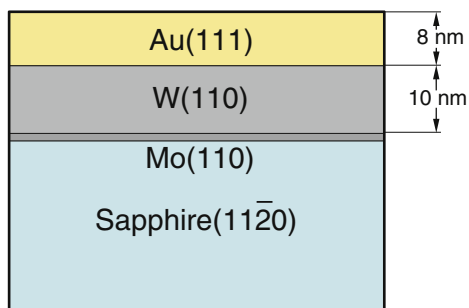 Au(111)
8 nm
W(110)
10 nm
Mo(110)
Sapphire(112̅0)